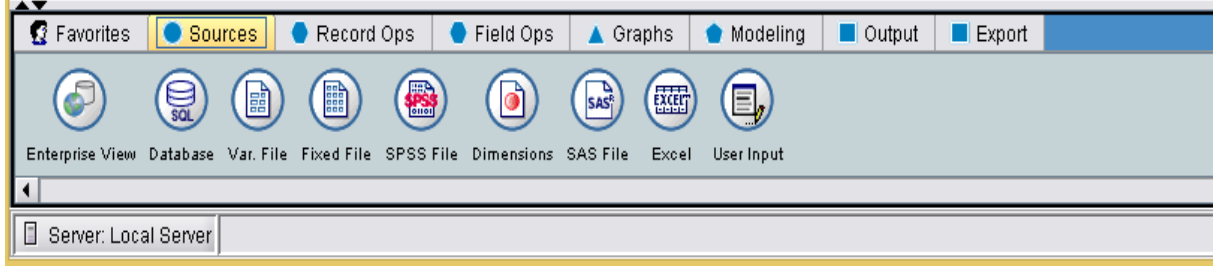 Favorites Sources Record Ops Field Ops Graphs Modeling Output Export
SQL SPSS SAS EXCEL
Enterprise View Database Var. File Fixed File SPSS File Dimensions SAS File Excel User Input
Server: Local Server